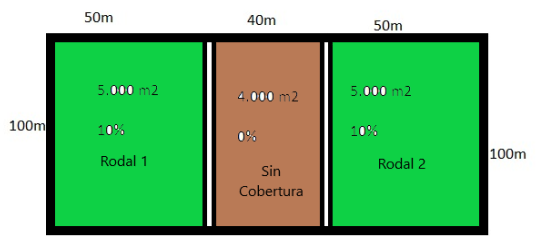 50m
40m
50m
100m
5.000 m2
10%
Rodal 1
4.000 m2
0%
Sin
Cobertura
5.000 m2
10%
Rodal 2
100m